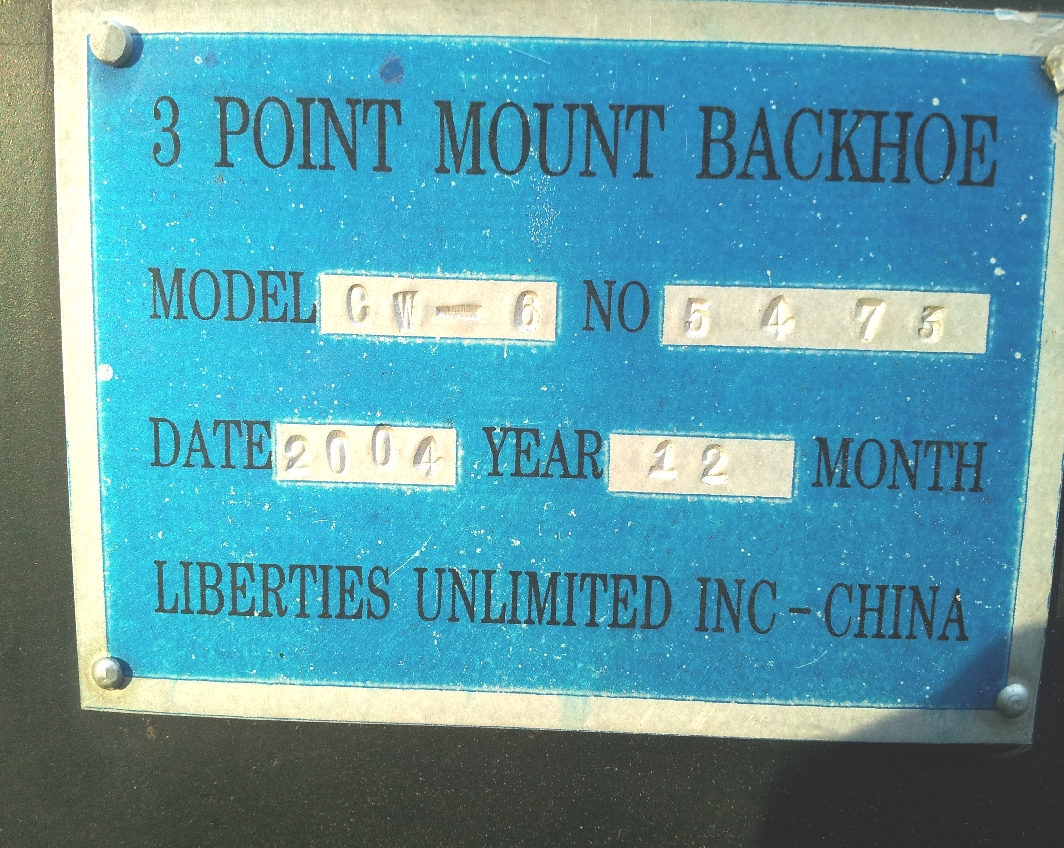 3 POINT MOUNT BACKHOE
MODEL CW-6 NO 5473
DATE 2004 YEAR 12 MONTH
LIBERTIES UNLIMITED INC-CHINA